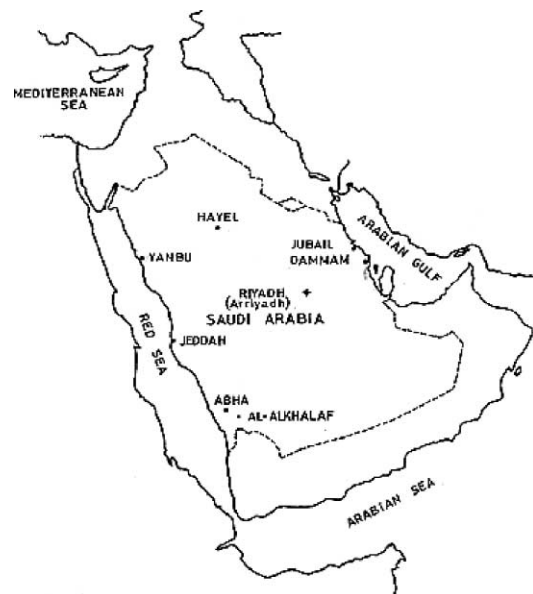 MEDITERRANEAN
SEA
HAYEL
YANBU
JUBAIL
DAMMAM
ARABIAN GULF
RIYADH
(Arriyadh)
SAUDI ARABIA
RED SEA
JEDDAH
ABHA
AL-ALKHALAF
ARABIAN SEA